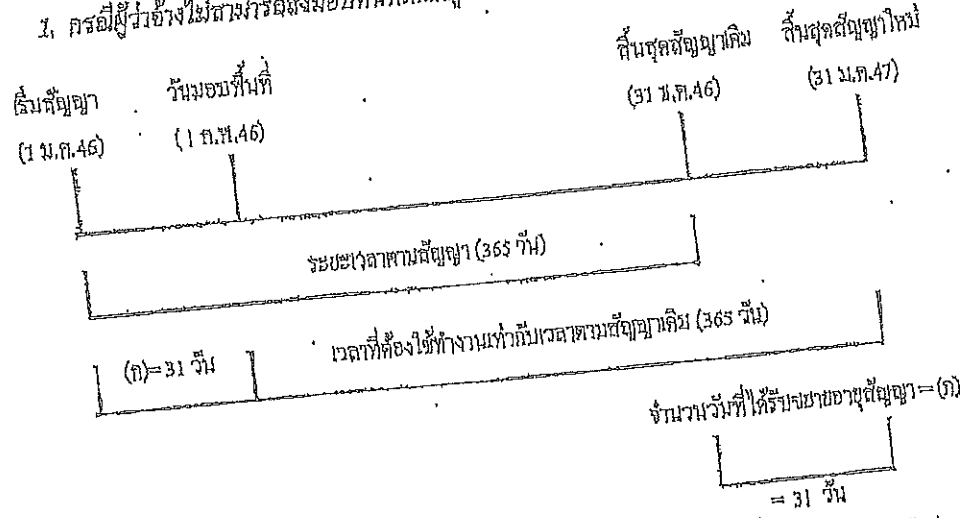 1. กรณีผู้ว่าจ้างไม่สามารถส่งมอบพื้นที่
เริ่มสัญญา วันมอบพื้นที่ สิ้นสุดสัญญาเดิม สิ้นสุดสัญญาใหม่
(1 ม.ค.46) (1 ก.พ.46) (31 ธ.ค.46) (31 ม.ค.47)
ระยะเวลาตามสัญญา (365 วัน)
(ก)=31 วัน เวลาที่ต้องใช้ทำงานเท่ากับเวลาตามสัญญาเดิม (365 วัน)
จำนวนวันที่ได้รับขยายอายุสัญญา=(ก)
= 31 วัน